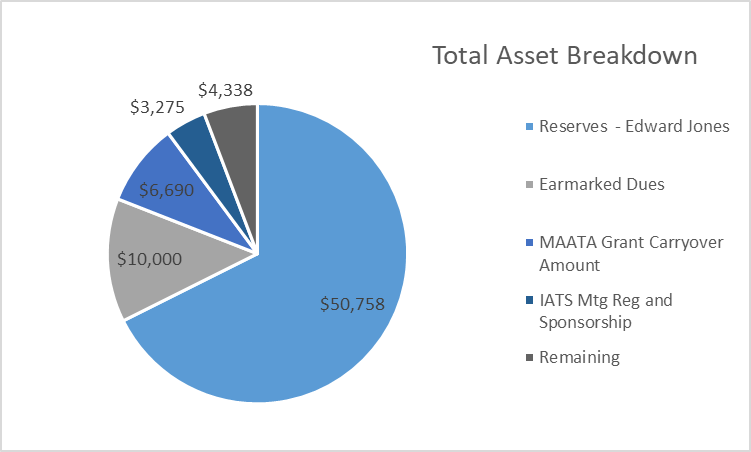 Total Asset Breakdown
$4,338
$3,275
$6,690
$10,000
$50,758
Reserves - Edward Jones
Earmarked Dues
MAATA Grant Carryover
Amount
IATS Mtg Reg and
Sponsorship
Remaining